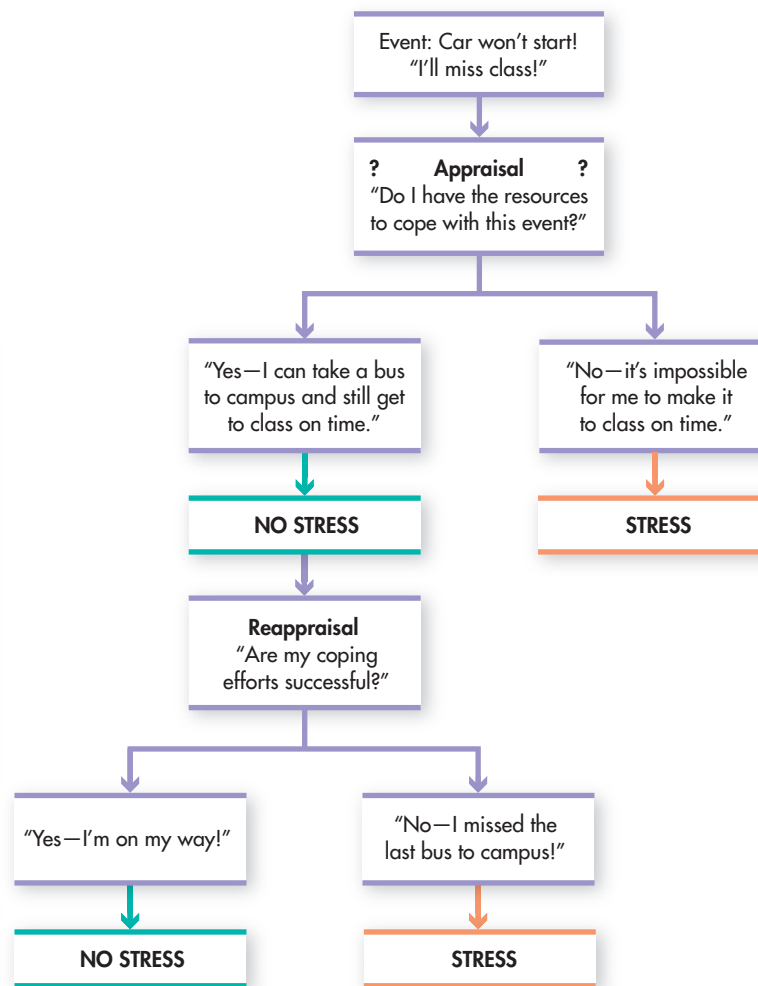 Event: Car won’t start!
“I’ll miss class!”
? Appraisal ?
“Do I have the resources
to cope with this event?”
“Yes—I can take a bus
to campus and still get
to class on time.”
“No—it’s impossible
for me to make it
to class on time.”
NO STRESS
STRESS
Reappraisal
“Are my coping
efforts successful?”
“Yes—I’m on my way!”
“No—I missed the
last bus to campus!”
NO STRESS
STRESS